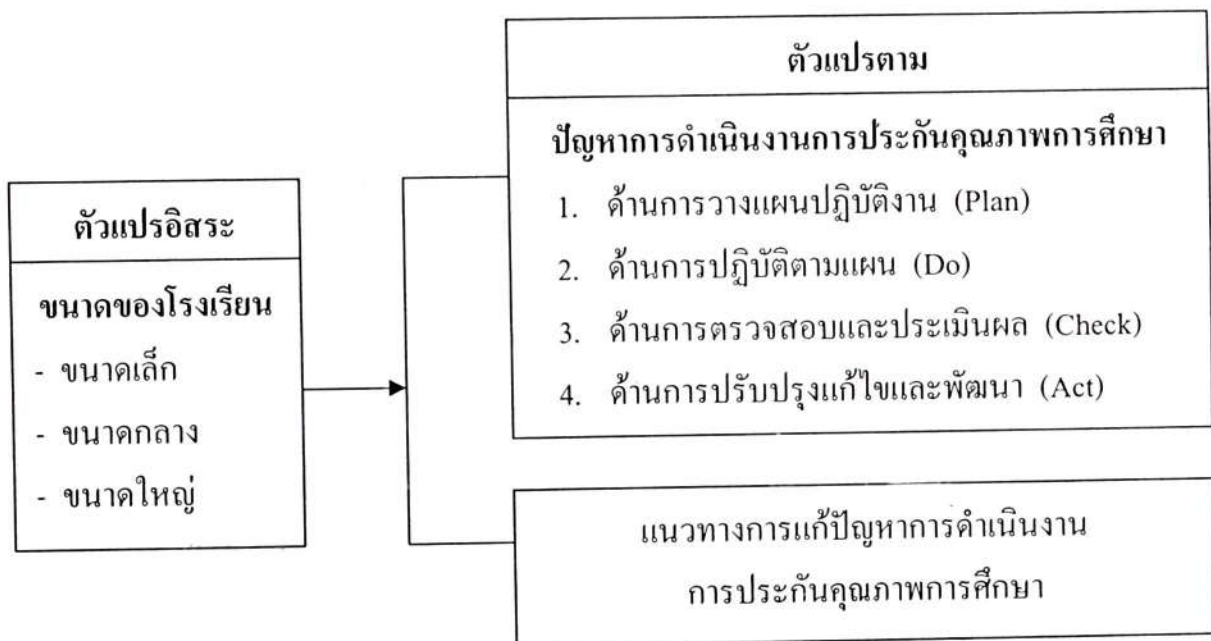 ตัวแปรอิสระ
ขนาดของโรงเรียน
- ขนาดเล็ก
- ขนาดกลาง
- ขนาดใหญ่
ตัวแปรตาม
ปัญหาการดำเนินงานการประกันคุณภาพการศึกษา
1. ด้านการวางแผนปฏิบัติงาน (Plan)
2. ด้านการปฏิบัติตามแผน (Do)
3. ด้านการตรวจสอบและประเมินผล (Check)
4. ด้านการปรับปรุงแก้ไขและพัฒนา (Act)
แนวทางการแก้ปัญหาการดำเนินงาน
การประกันคุณภาพการศึกษา